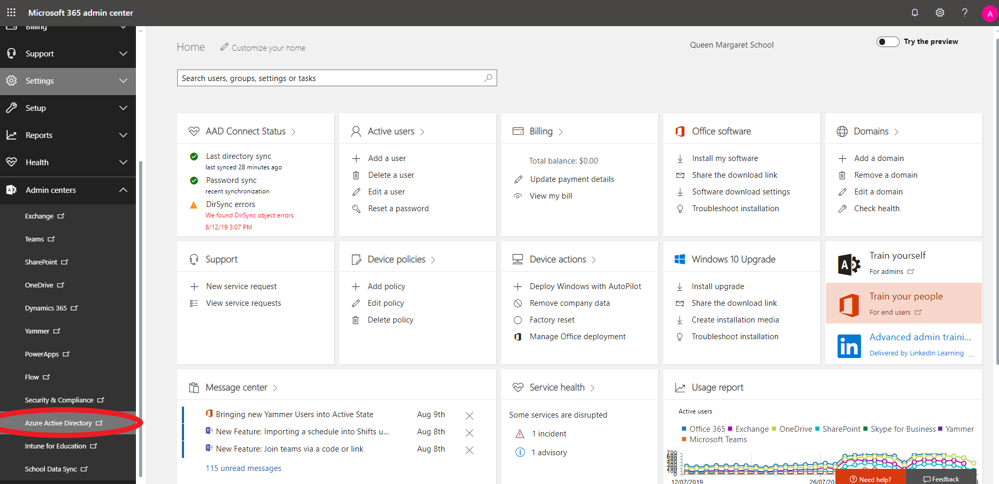 Microsoft 365 admin center
A
Billing
Support
Settings
Setup
Reports
Health
Admin centers
Exchange
Teams
SharePoint
OneDrive
Dynamics 365
Yammer
PowerApps
Flow
Security & Compliance
Azure Active Directory
Intune for Education
School Data Sync
Home
Customize your home
Queen Margaret School
Try the preview
Search users, groups, settings or tasks
AAD Connect Status
Last directory sync
last synced 28 minutes ago
Password sync
recent synchronization
DirSync errors
We found DirSync object errors
8/12/19 3:07 PM
Active users
Add a user
Delete a user
Edit a user
Reset a password
Billing
Total balance: $0.00
Update payment details
View my bill
Office software
Install my software
Share the download link
Software download settings
Troubleshoot installation
Domains
Add a domain
Remove a domain
Edit a domain
Check health
Support
New service request
View service requests
Device policies
Add policy
Edit policy
Delete policy
Device actions
Deploy Windows with AutoPilot
Remove company data
Factory reset
Manage Office deployment
Windows 10 Upgrade
Install upgrade
Share the download link
Create installation media
Troubleshoot installation
Train yourself
For admins
Train your people
For end users
Advanced admin traini...
Delivered by LinkedIn Learning ...
Message center
Bringing new Yammer Users into Active State Aug 9th
New Feature: Importing a schedule into Shifts u... Aug 8th
New Feature: Join teams via a code or link Aug 8th
115 unread messages
Service health
Some services are disrupted
1 incident
1 advisory
Usage report
Active users
Office 365 Exchange OneDrive SharePoint Skype for Business Yammer
Microsoft Teams
700
600
500
400
300
200
100
0
12/07/2019 26/07/20
Need help?
Feedback